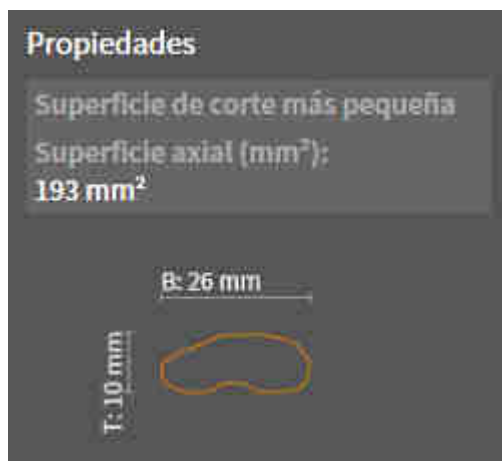 Propiedades
Superficie de corte más pequeña
Superficie axial (mm²):
193 mm²
B: 26 mm
T: 10 mm